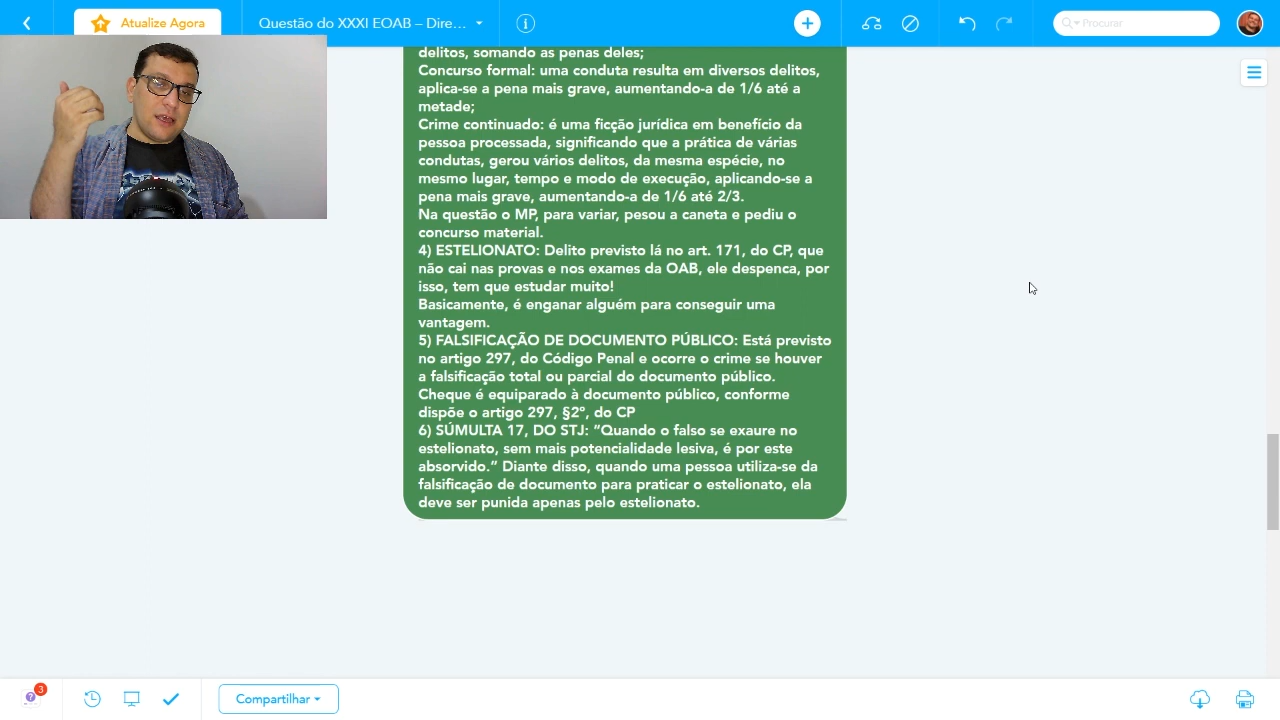 Atualize Agora
Questão do XXXI EOAB – Dire...
Procurar
delitos, somando as penas deles;
Concurso formal: uma conduta resulta em diversos delitos,
aplica-se a pena mais grave, aumentando-a de 1/6 até a
metade;
Crime continuado: é uma ficção jurídica em benefício da
pessoa processada, significando que a prática de várias
condutas, gerou vários delitos, da mesma espécie, no
mesmo lugar, tempo e modo de execução, aplicando-se a
pena mais grave, aumentando-a de 1/6 até 2/3.
Na questão o MP, para variar, pesou a caneta e pediu o
concurso material.
4) ESTELIONATO: Delito previsto lá no art. 171, do CP, que
não cai nas provas e nos exames da OAB, ele despenca, por
isso, tem que estudar muito!
Basicamente, é enganar alguém para conseguir uma
vantagem.
5) FALSIFICAÇÃO DE DOCUMENTO PÚBLICO: Está previsto
no artigo 297, do Código Penal e ocorre o crime se houver
a falsificação total ou parcial do documento público.
Cheque é equiparado à documento público, conforme
dispõe o artigo 297, §2º, do CP
6) SÚMULTA 17, DO STJ: “Quando o falso se exaure no
estelionato, sem mais potencialidade lesiva, é por este
absorvido.” Diante disso, quando uma pessoa utiliza-se da
falsificação de documento para praticar o estelionato, ela
deve ser punida apenas pelo estelionato.
3
Compartilhar